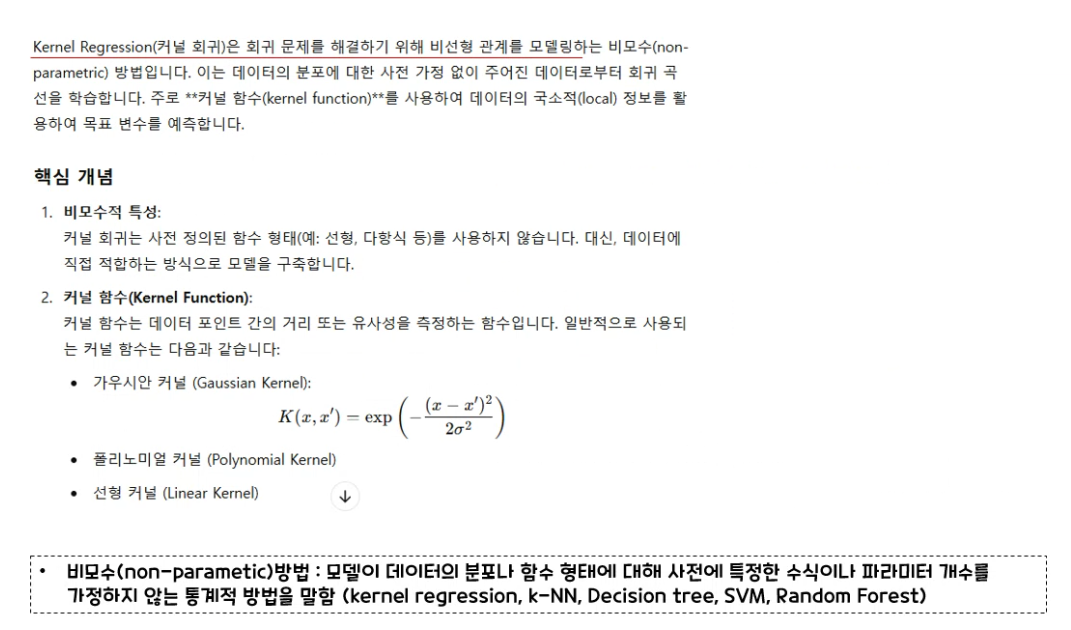 Kernel Regression(커널 회귀)은 회귀 문제를 해결하기 위해 비선형 관계를 모델링하는 비모수(non-
parametric) 방법입니다. 이는 데이터의 분포에 대한 사전 가정 없이 주어진 데이터로부터 회귀 곡
선을 학습합니다. 주로 **커널 함수(kernel function)**를 사용하여 데이터의 국소적(local) 정보를 활
용하여 목표 변수를 예측합니다.
핵심 개념
1. 비모수적 특성:
커널 회귀는 사전 정의된 함수 형태(예: 선형, 다항식 등)를 사용하지 않습니다. 대신, 데이터에
직접 적합하는 방식으로 모델을 구축합니다.
2. 커널 함수(Kernel Function):
커널 함수는 데이터 포인트 간의 거리 또는 유사성을 측정하는 함수입니다. 일반적으로 사용되
는 커널 함수는 다음과 같습니다:
• 가우시안 커널 (Gaussian Kernel):
K(x, x′) = exp (−(x − x′)² / 2σ²)
• 폴리노미얼 커널 (Polynomial Kernel)
• 선형 커널 (Linear Kernel)
• 비모수(non-parametic)방법 : 모델이 데이터의 분포나 함수 형태에 대해 사전에 특정한 수식이나 파라미터 개수를
가정하지 않는 통계적 방법을 말함 (kernel regression, k-NN, Decision tree, SVM, Random Forest)